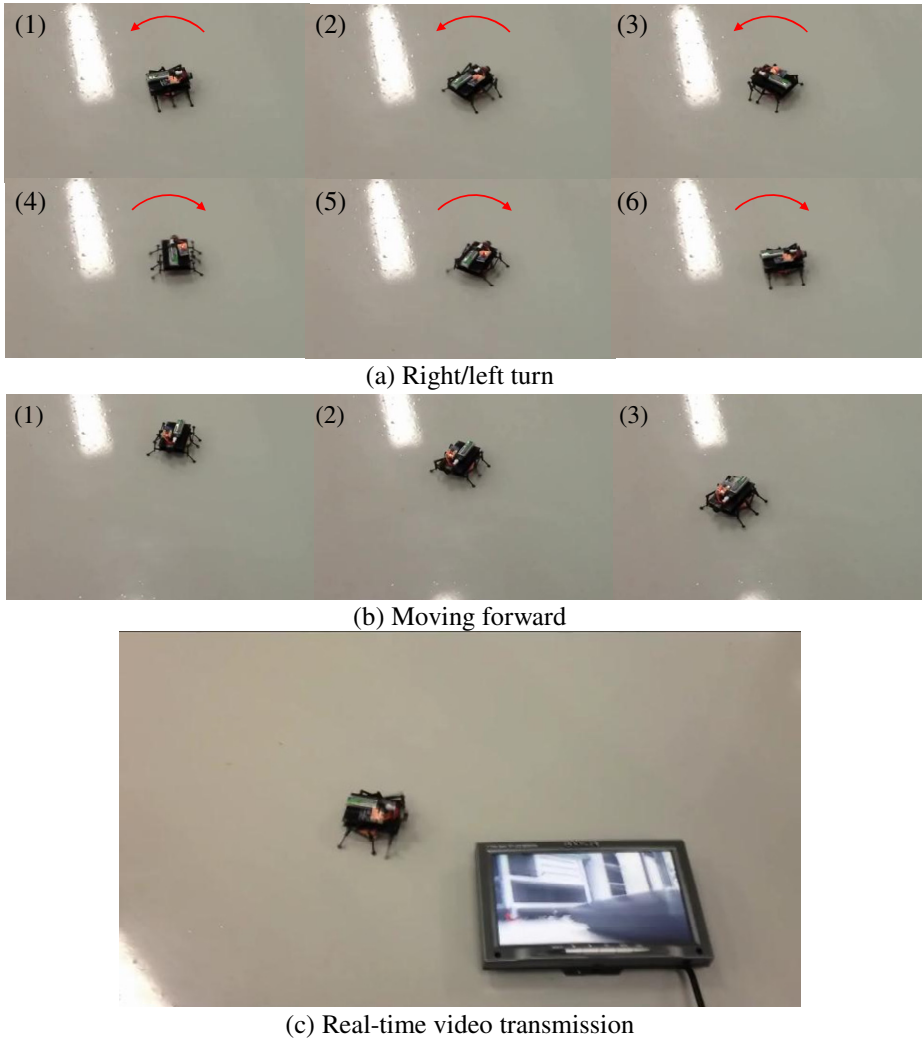 (1) (2) (3)
(4) (5) (6)
(a) Right/left turn
(1) (2) (3)
(b) Moving forward
(c) Real-time video transmission